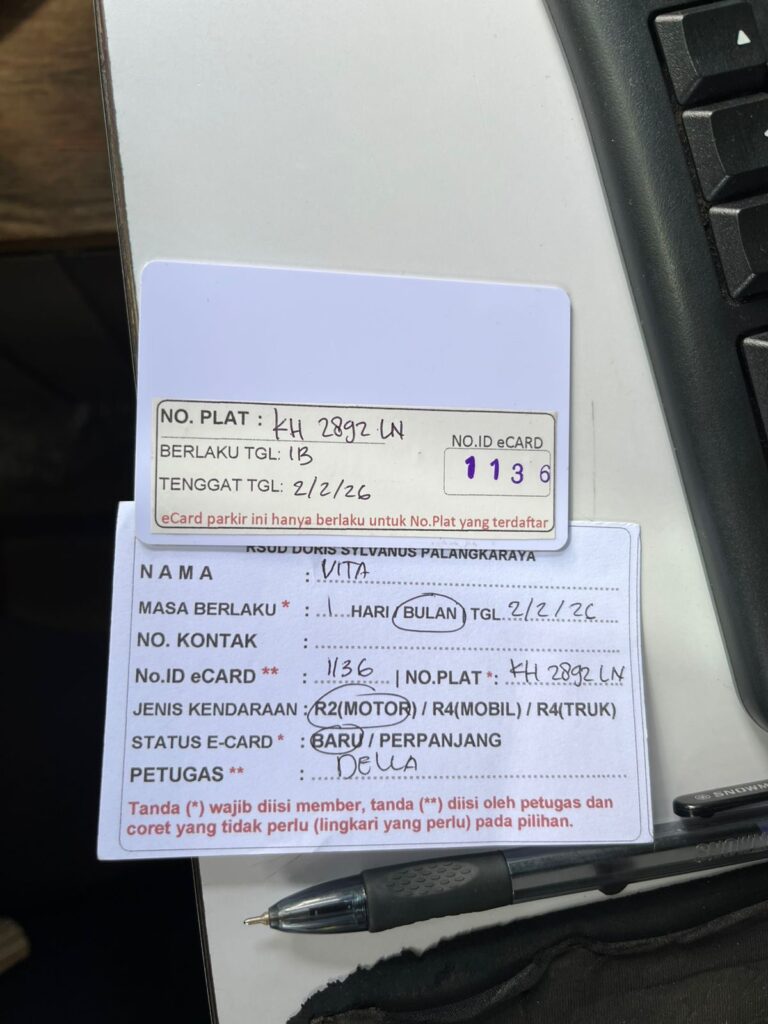 NO. PLAT : KH 2892 LN
BERLAKU TGL: 1B
TENGGAT TGL: 2/2/26
NO.ID eCARD
1136
eCard parkir ini hanya berlaku untuk No.Plat yang terdaftar
RSUD DORIS SYLVANUS PALANGKARAYA
NAMA : VITA
MASA BERLAKU * : 1 HARI / BULAN TGL 2/2/26
NO. KONTAK :
No.ID eCARD ** : 1136 | NO.PLAT *: KH 2892 LN
JENIS KENDARAAN : R2(MOTOR) / R4(MOBIL) / R4(TRUK)
STATUS E-CARD * : BARU / PERPANJANG
PETUGAS ** : DELLA
Tanda (*) wajib diisi member, tanda (**) diisi oleh petugas dan
coret yang tidak perlu (lingkari yang perlu) pada pilihan.